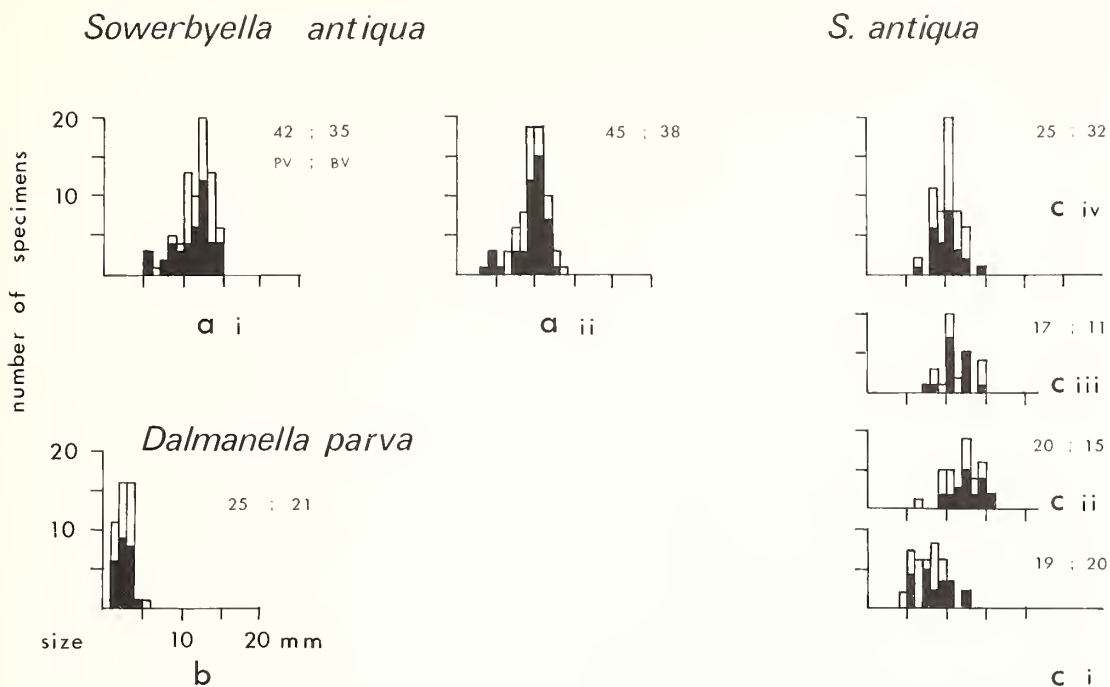 Sowerbyella antiqua
S. antiqua
number of specimens
20
10
42 ; 35
PV ; BV
a i
45 ; 38
a ii
25 ; 32
c iv
17 ; 11
c iii
20 ; 15
c ii
19 ; 20
c i
Dalmanella parva
20
10
25 ; 21
size 10 20 mm
b